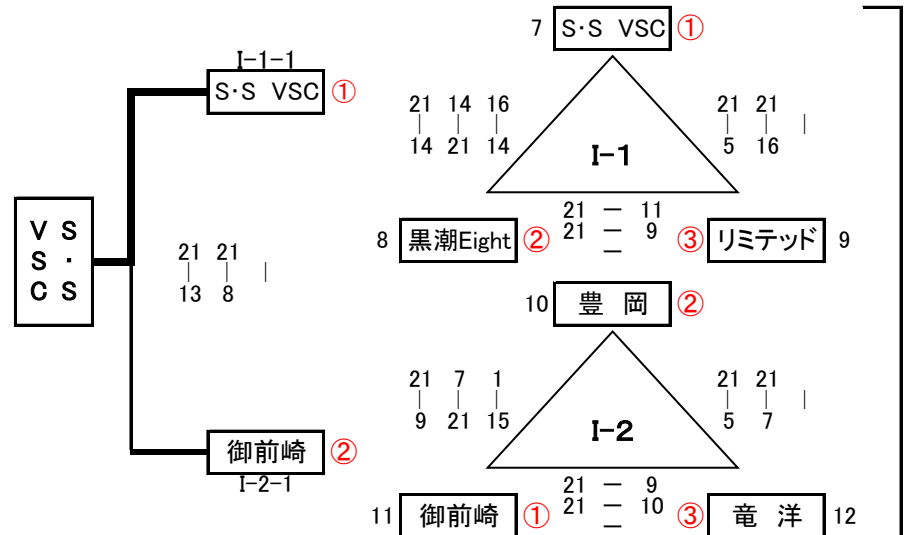 7 S・S VSC ①
I-1-1
S・S VSC ①
21 14 16
| | |
14 21 14
21 21
| | |
5 16
I-1
21 － 11
21 － 9
－
8 黒潮Eight ②
③ リミテッド 9
V S
S ・
C S
21 21
| | |
13 8
10 豊 岡 ②
21 7 1
| | |
9 21 15
21 21
| | |
5 7
I-2
御前崎 ②
I-2-1
21 － 9
21 － 10
－
11 御前崎 ①
③ 竜 洋 12